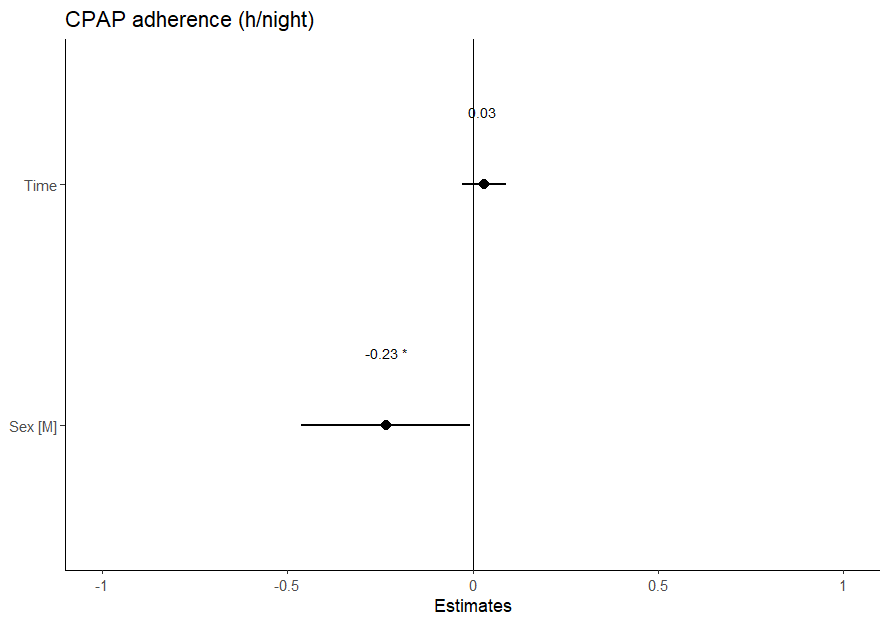 CPAP adherence (h/night)
0.03
Time
-0.23 *
Sex [M]
-1 -0.5 0 0.5 1
Estimates